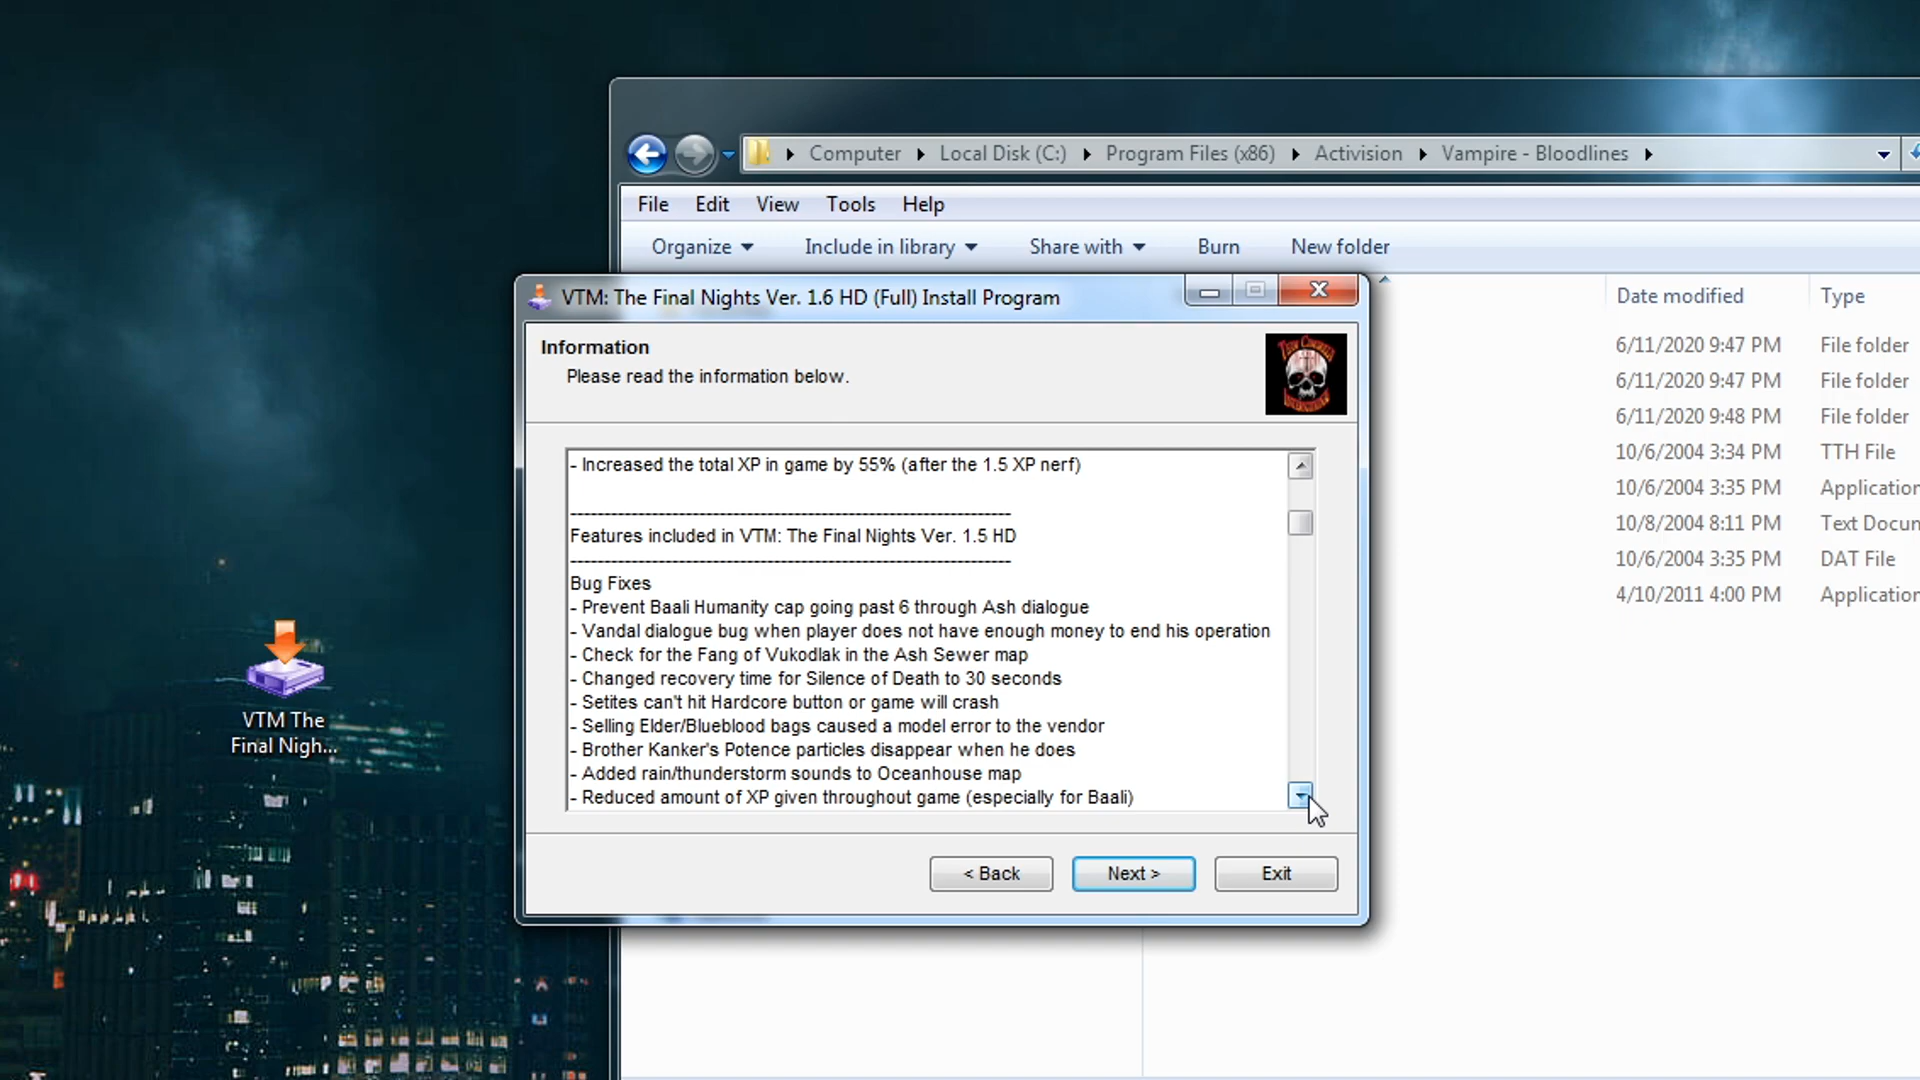 Computer
Local Disk (C:)
Program Files (x86)
Activision
Vampire - Bloodlines
File
Edit
View
Tools
Help
Organize
Include in library
Share with
Burn
New folder
VTM: The Final Nights Ver. 1.6 HD (Full) Install Program
Information
Please read the information below.
- Increased the total XP in game by 55% (after the 1.5 XP nerf)
Features included in VTM: The Final Nights Ver. 1.5 HD
Bug Fixes
- Prevent Baali Humanity cap going past 6 through Ash dialogue
- Vandal dialogue bug when player does not have enough money to end his operation
- Check for the Fang of Vukodlak in the Ash Sewer map
- Changed recovery time for Silence of Death to 30 seconds
- Setites can't hit Hardcore button or game will crash
- Selling Elder/Blueblood bags caused a model error to the vendor
- Brother Kanker's Potence particles disappear when he does
- Added rain/thunderstorm sounds to Oceanhouse map
- Reduced amount of XP given throughout game (especially for Baali)
< Back
Next >
Exit
Date modified
Type
6/11/2020 9:47 PM File folder
6/11/2020 9:47 PM File folder
6/11/2020 9:48 PM File folder
10/6/2004 3:34 PM TTH File
10/6/2004 3:35 PM Application
10/8/2004 8:11 PM Text Docum
10/6/2004 3:35 PM DAT File
4/10/2011 4:00 PM Application
VTM The
Final Nigh...